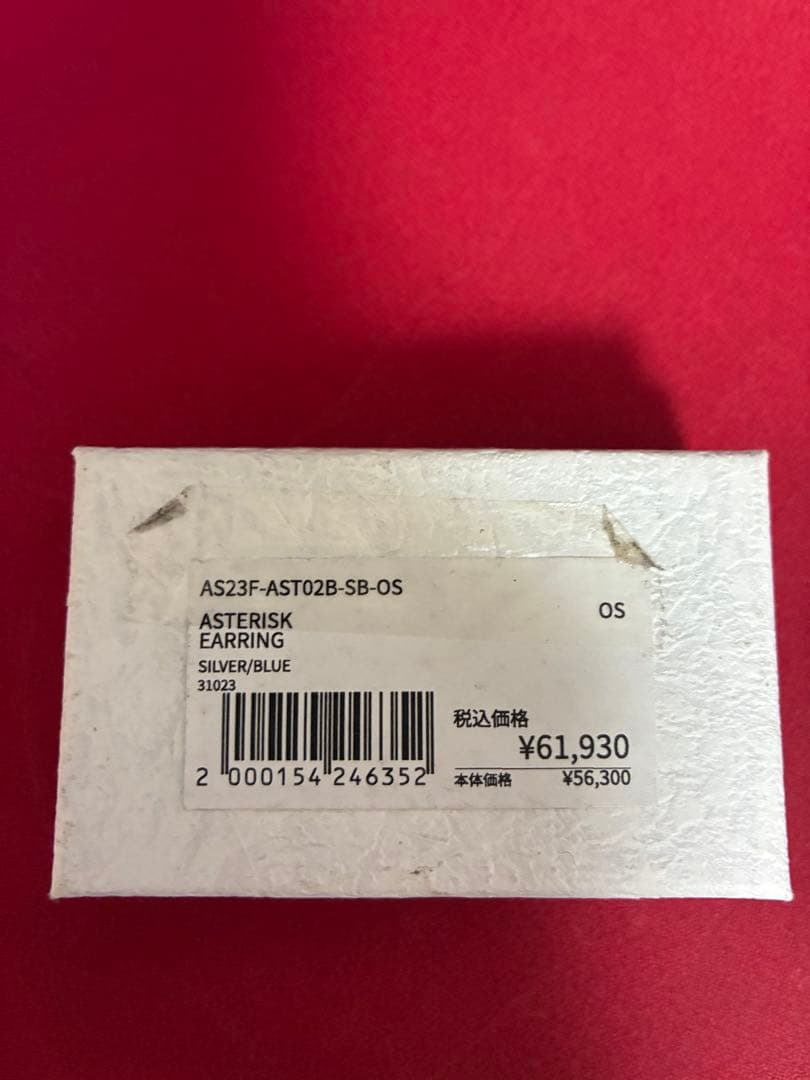 AS23F-AST02B-SB-OS
OS
ASTERISK
EARRING
SILVER/BLUE
31023
税込価格
¥61,930
本体価格 ¥56,300
2 000154 246352